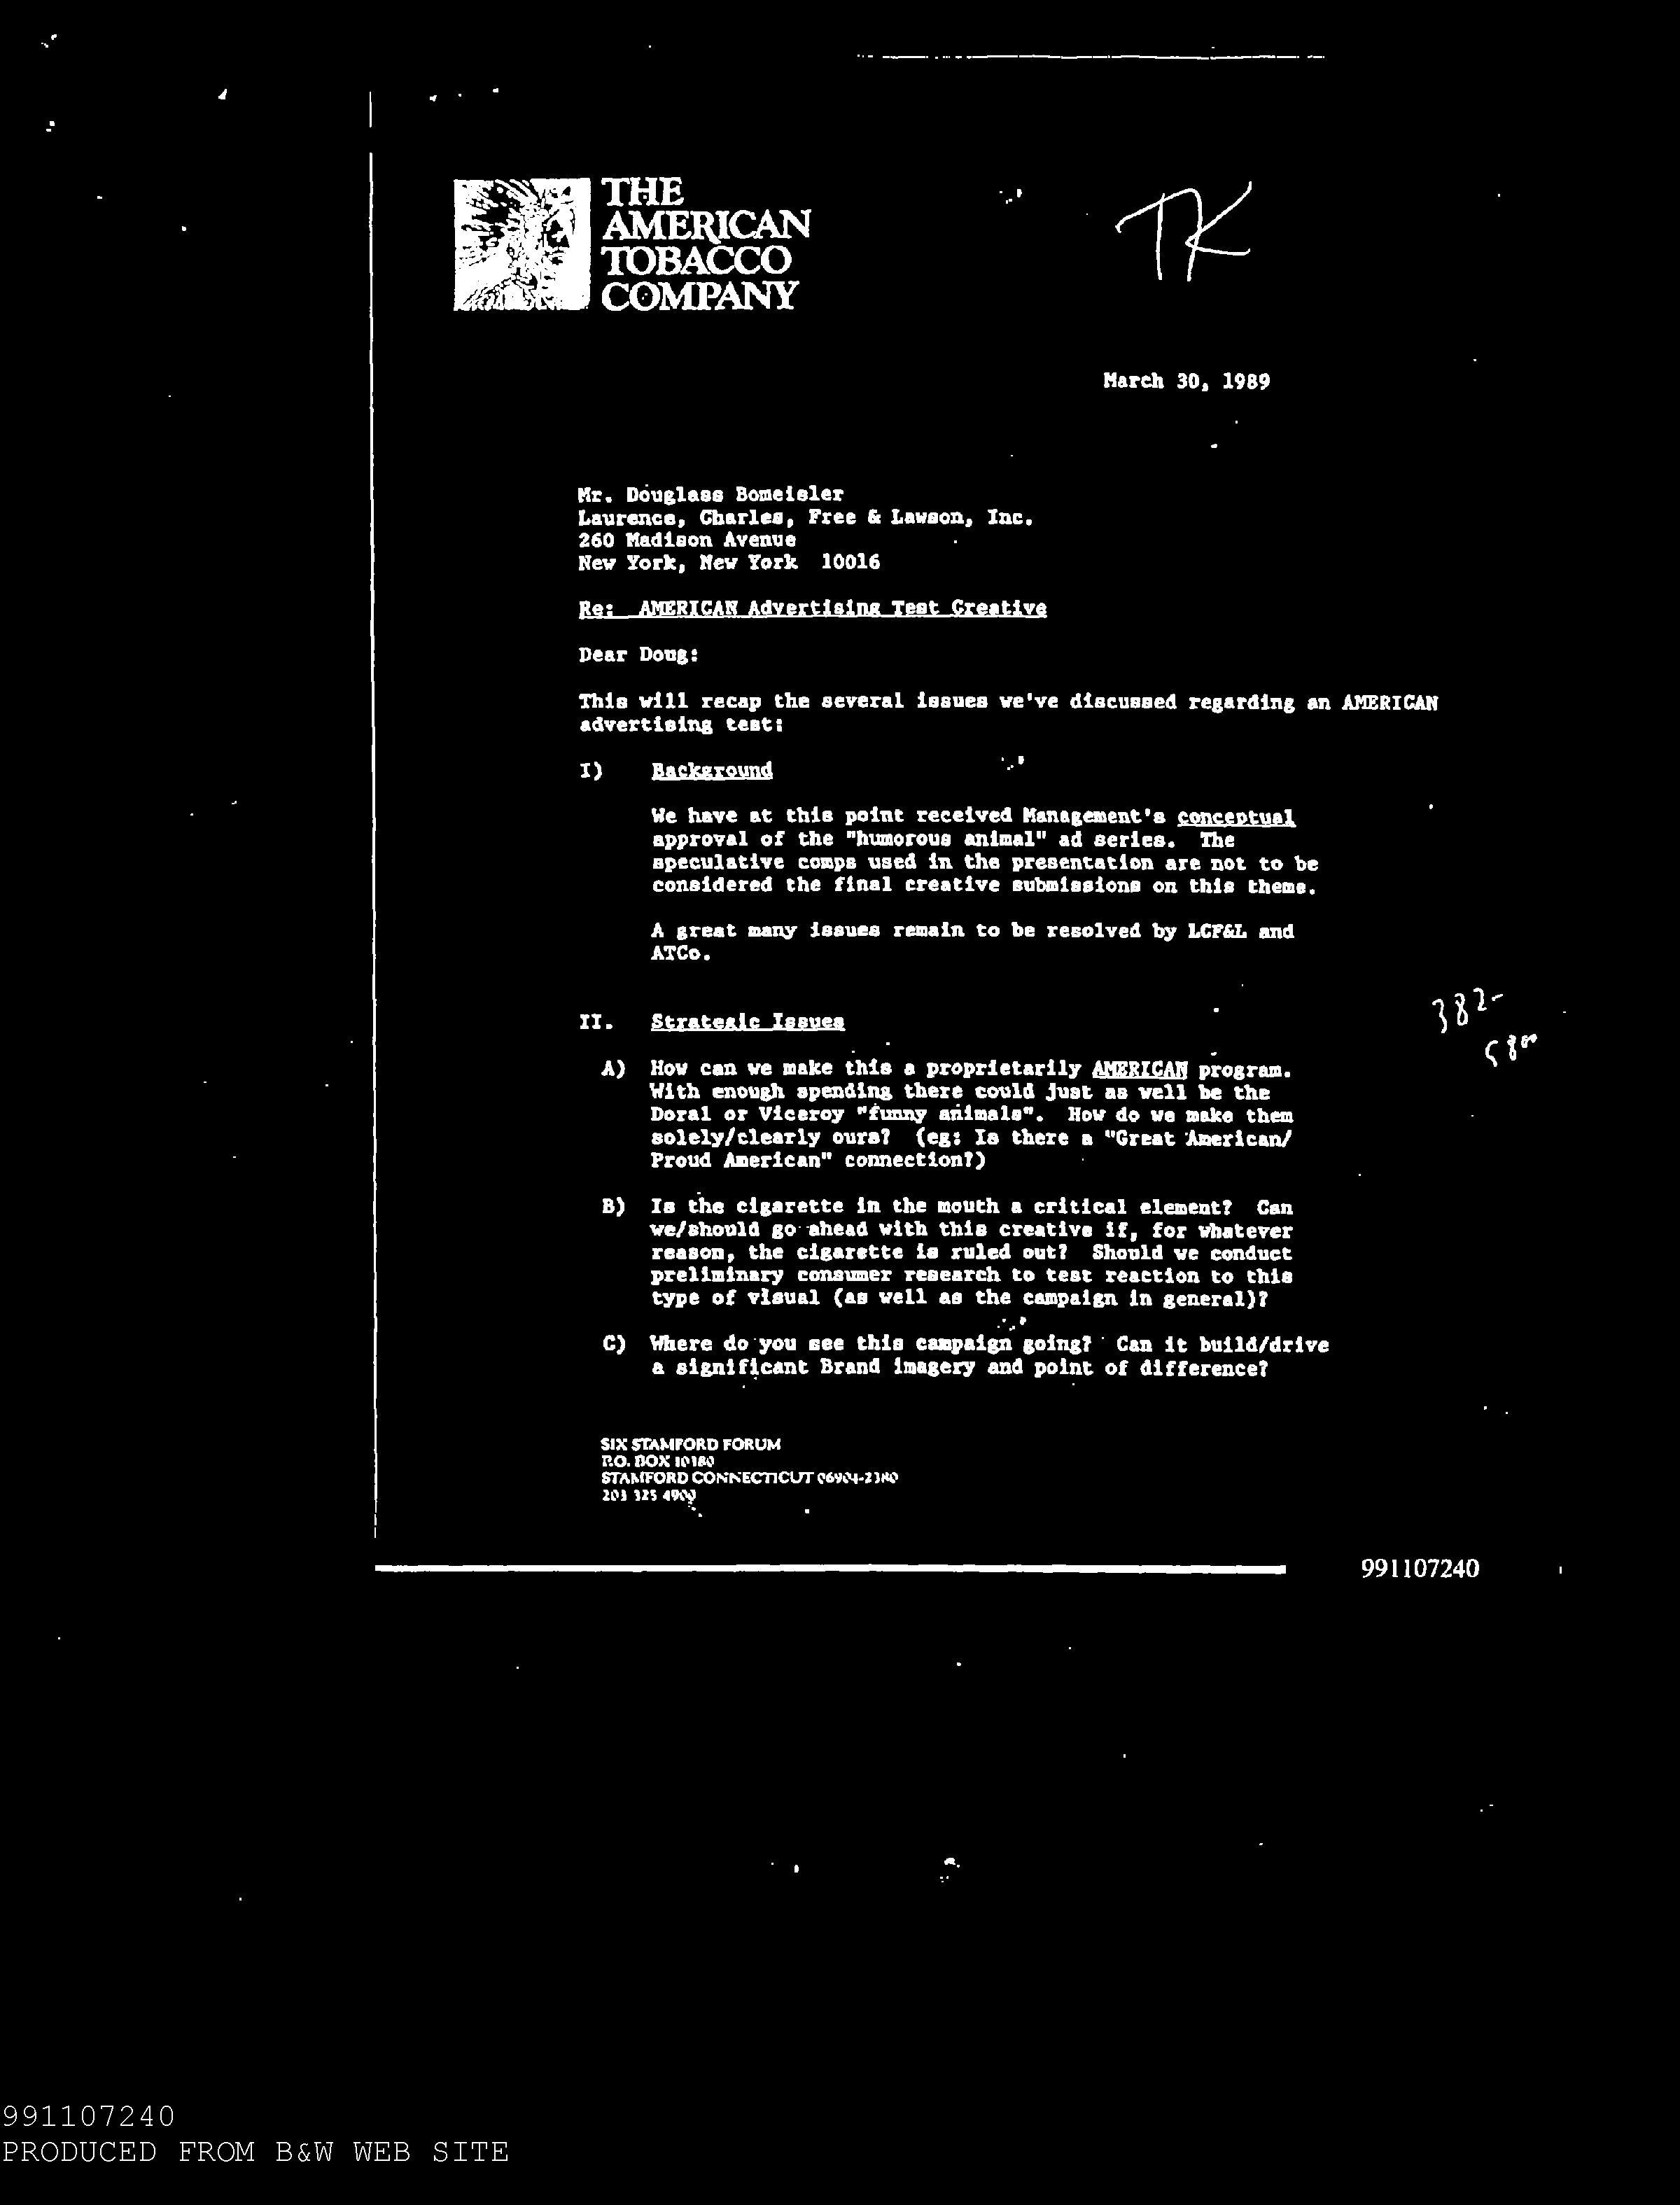 THE
AMERICAN
TOBACCO
COMPANY
TK
March 30, 1989
Mr. Douglass Bomeisler
Laurence, Charles, Free & Lawson, Inc.
260 Madison Avenue
New York, New York 10016
Re: AMERICAN Advertising Test Creative
Dear Doug:
This will recap the several issues we've discussed regarding an AMERICAN
advertising test:
I) Background
We have at this point received Management's conceptual
approval of the "humorous animal" ad series. The
speculative comps used in the presentation are not to be
considered the final creative submissions on this theme.
A great many issues remain to be resolved by LCF&L and
ATCo.
382-
II. Strategic Issues
A) How can we make this a proprietarily AMERICAN program.
With enough spending there could just as well be the
Doral or Viceroy "funny animals". How do we make them
solely/clearly ours? (eg: Is there a "Great American/
Proud American" connection?)
B) Is the cigarette in the mouth a critical element? Can
we/should go ahead with this creative if, for whatever
reason, the cigarette is ruled out? Should we conduct
preliminary consumer research to test reaction to this
type of visual (as well as the campaign in general)?
C) Where do you see this campaign going? Can it build/drive
a significant Brand imagery and point of difference?
SIX STAMFORD FORUM
P.O. BOX 10380
STAMFORD CONNECTICUT 06904-2380
203 325 4900
991107240
991107240
PRODUCED FROM B&W WEB SITE